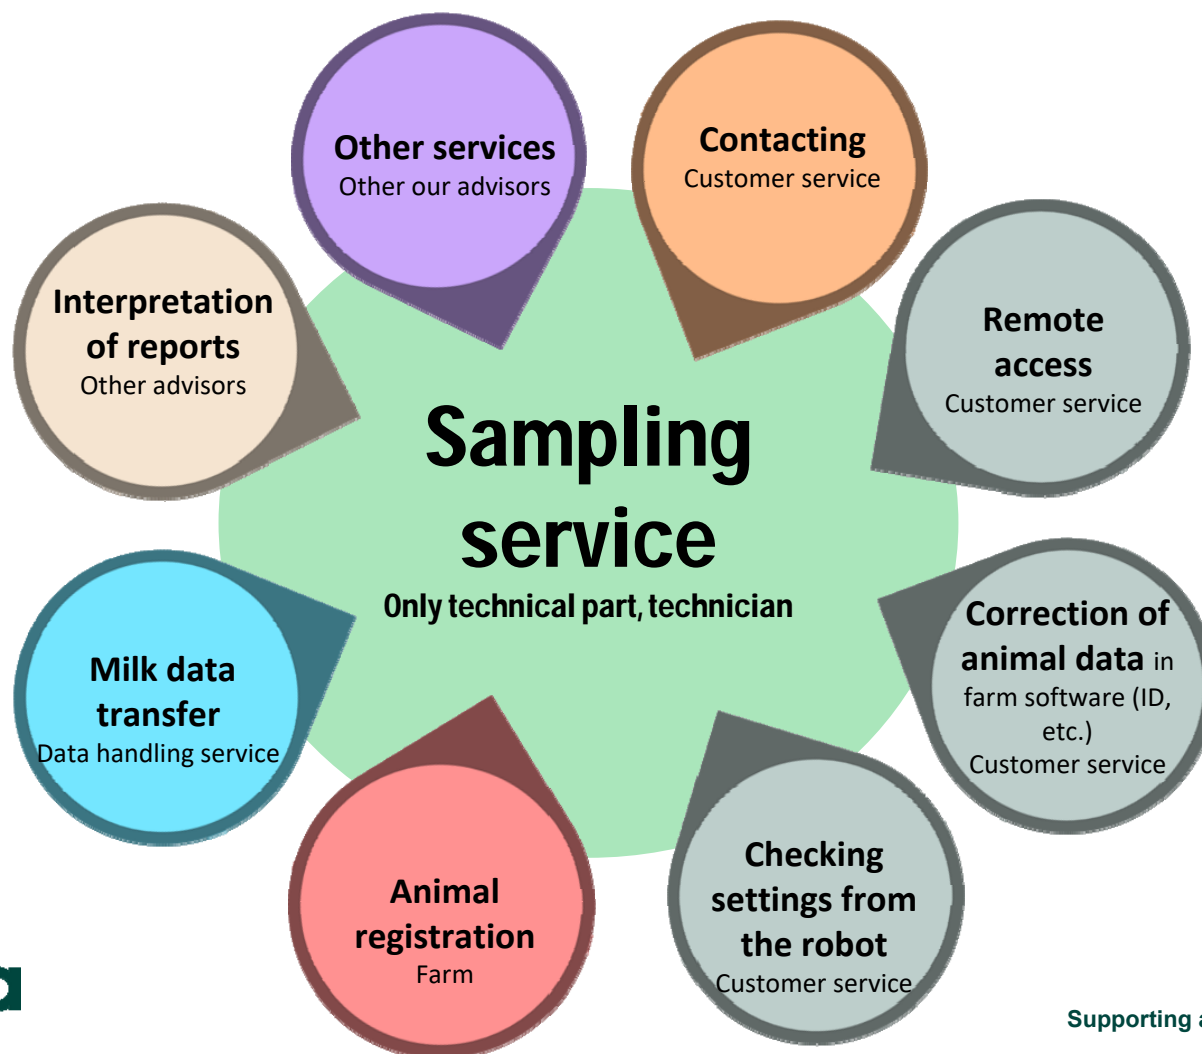 Other services
Other our advisors
Contacting
Customer service
Remote
access
Customer service
Correction of
animal data in
farm software (ID,
etc.)
Customer service
Checking
settings from
the robot
Customer service
Animal
registration
Farm
Milk data
transfer
Data handling service
Interpretation
of reports
Other advisors
Sampling
service
Only technical part, technician
Supporting